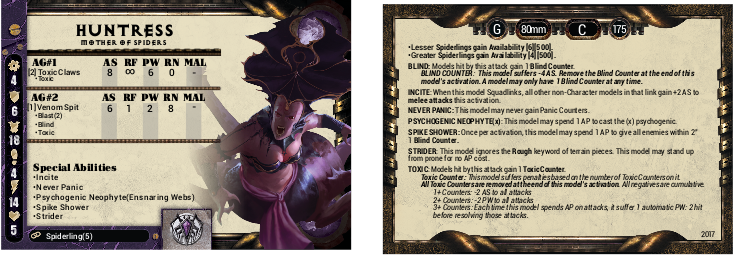 HUNTRESS
MOTHER OF SPIDERS
AG#1 AS RF PW RN MAL
[2] Toxic Claws 8 ∞ 6 0 -
•Toxic
AG#2 AS RF PW RN MAL
[1] Venom Spit 6 1 2 8 -
•Blast(2)
•Blind
•Toxic
4
6
18
4
14
5
Special Abilities
•Incite
•Never Panic
•Psychogenic Neophyte(Ensnaring Webs)
•Spike Shower
•Strider
Spiderling(5)
G 80mm C 175
•Lesser Spiderlings gain Availability [6][500].
•Greater Spiderlings gain Availability [4][500].
BLIND: Models hit by this attack gain 1 Blind Counter.
BLIND COUNTER: This model suffers -4 AS. Remove the Blind Counter at the end of this
model's activation. A model may only have 1 Blind Counter at any time.
INCITE: When this model Squadlinks, all other non-Character models in that link gain +2 AS to
melee attacks this activation.
NEVER PANIC: This model may never gain Panic Counters.
PSYCHOGENIC NEOPHYTE(x): This model may spend 1 AP to cast the (x) psychogenic.
SPIKE SHOWER: Once per activation, this model may spend 1 AP to give all enemies within 2"
1 Blind Counter.
STRIDER: This model ignores the Rough keyword of terrain pieces. This model may stand up
from prone for no AP cost.
TOXIC: Models hit by this attack gain 1 Toxic Counter.
Toxic Counter: This model suffers penalties based on the number of Toxic Counters on it.
All Toxic Counters are removed at the end of this model's activation. All negatives are cumulative.
1+ Counters: -2 AS to all attacks
2+ Counters: -2 PW to all attacks
3+ Counters: Each time this model spends AP on attacks, it suffer 1 automatic PW: 2 hit
before resolving those attacks.
2017